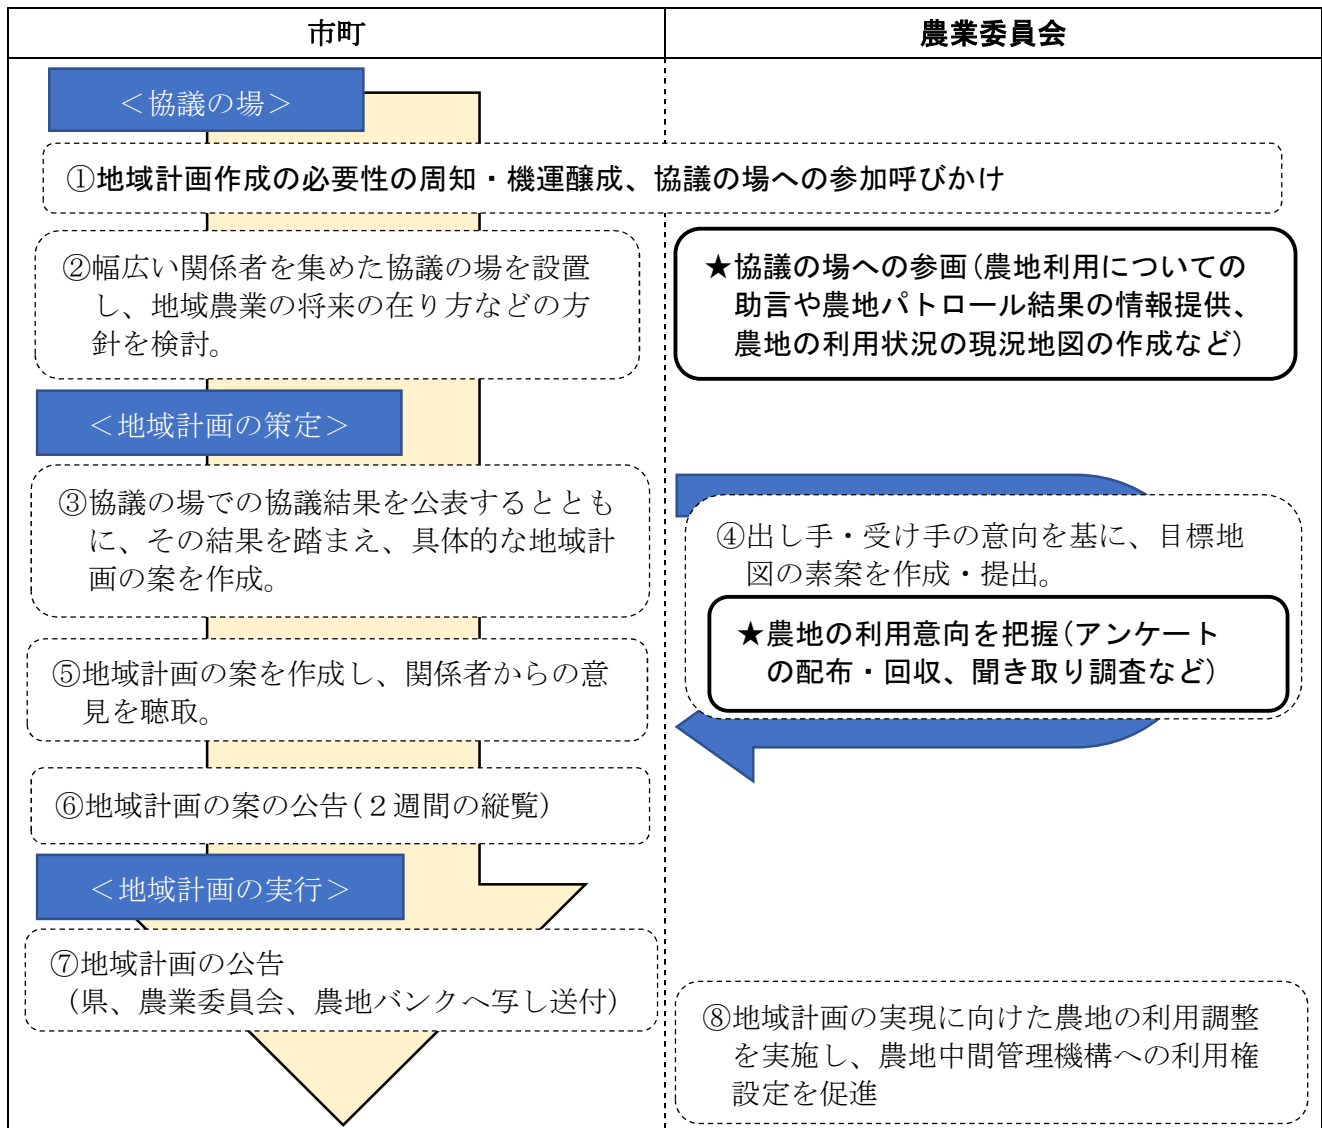 市町
農業委員会
＜協議の場＞
①地域計画作成の必要性の周知・機運醸成、協議の場への参加呼びかけ
②幅広い関係者を集めた協議の場を設置
し、地域農業の将来の在り方などの方
針を検討。
★協議の場への参画(農地利用についての
助言や農地パトロール結果の情報提供、
農地の利用状況の現況地図の作成など)
＜地域計画の策定＞
③協議の場での協議結果を公表するととも
に、その結果を踏まえ、具体的な地域計
画の案を作成。
④出し手・受け手の意向を基に、目標地
図の素案を作成・提出。
★農地の利用意向を把握(アンケート
の配布・回収、聞き取り調査など)
⑤地域計画の案を作成し、関係者からの意
見を聴取。
⑥地域計画の案の公告(２週間の縦覧)
＜地域計画の実行＞
⑦地域計画の公告
(県、農業委員会、農地バンクへ写し送付)
⑧地域計画の実現に向けた農地の利用調整
を実施し、農地中間管理機構への利用権
設定を促進